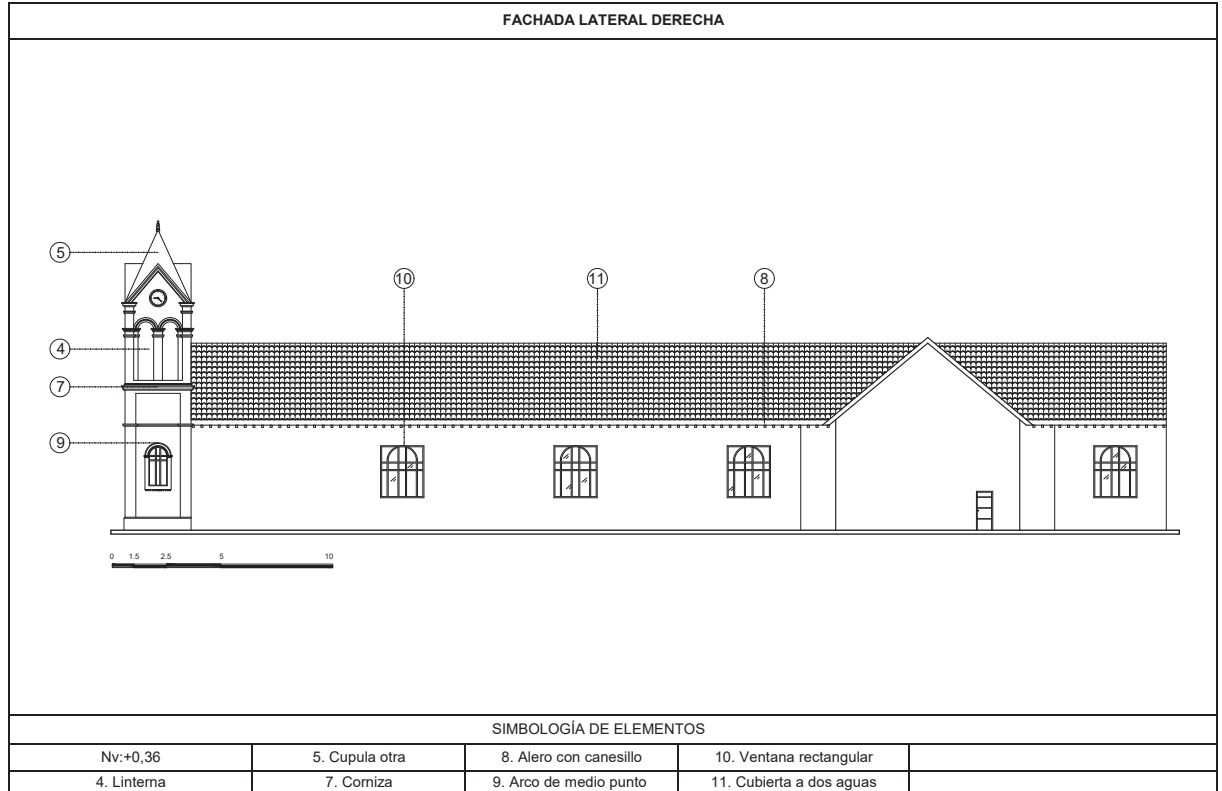 FACHADA LATERAL DERECHA
5
10
11
8
4
7
9
0 1.5 2.5 5 10
SIMBOLOGÍA DE ELEMENTOS
Nv:+0,36 5. Cupula otra 8. Alero con canesillo 10. Ventana rectangular
4. Linterna 7. Corniza 9. Arco de medio punto 11. Cubierta a dos aguas